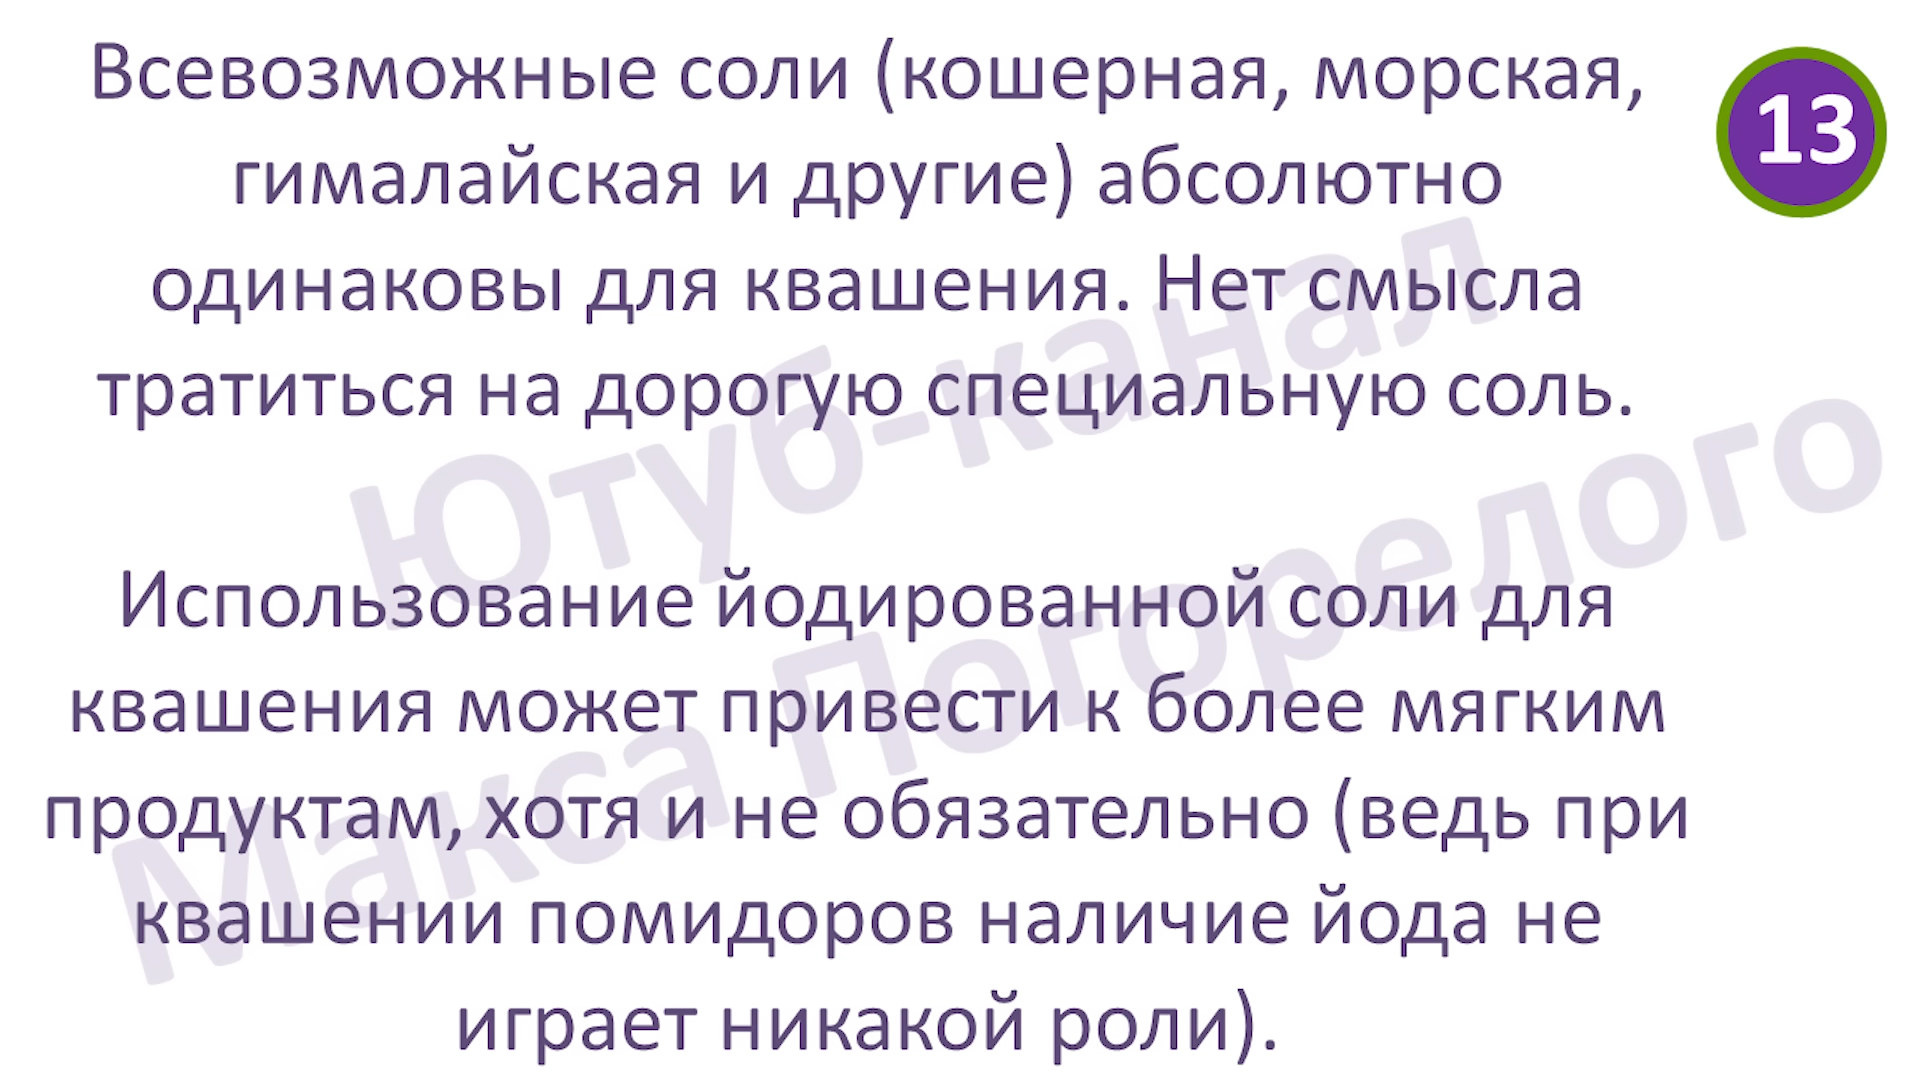 Всевозможные соли (кошерная, морская,
гималайская и другие) абсолютно
одинаковы для квашения. Нет смысла
тратиться на дорогую специальную соль.
Использование йодированной соли для
квашения может привести к более мягким
продуктам, хотя и не обязательно (ведь при
квашении помидоров наличие йода не
играет никакой роли).
13
Ютуб-канал
Макса Погорелого